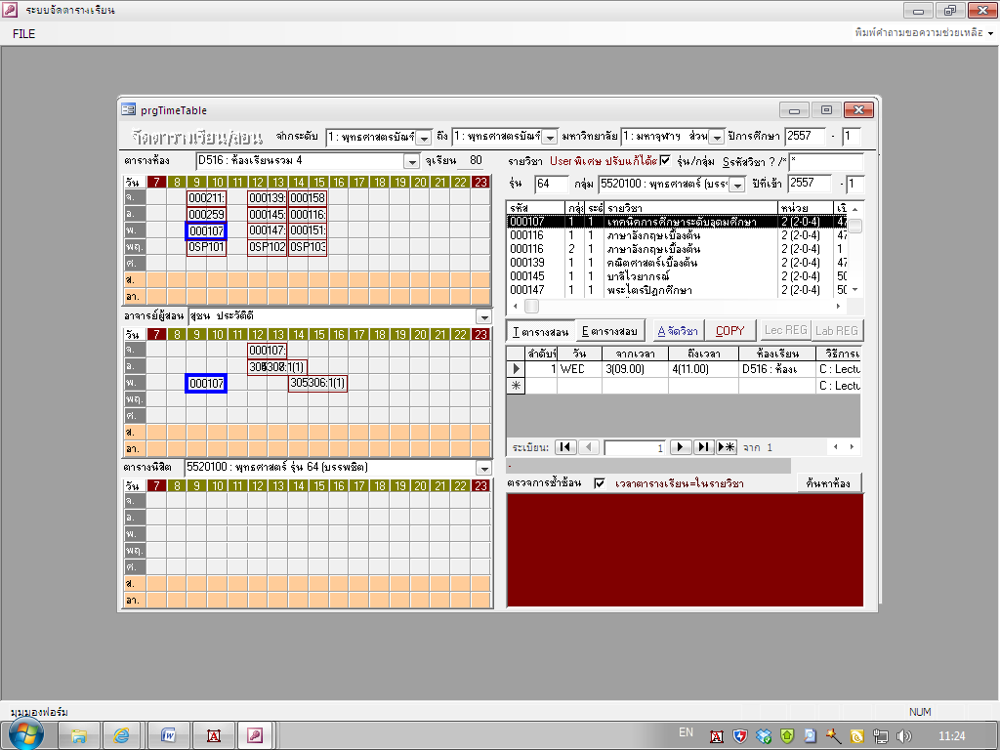 ระบบจัดตารางเรียน
FILE พิมพ์คำถามขอความช่วยเหลือ
prgTimeTable
จัดตารางเรียน/สอน จากระดับ 1 : พุทธศาสตรบัณฑ์ ถึง 1 : พุทธศาสตรบัณฑ์ มหาวิทยาลัย 1 : มหาจุฬาฯ ส่วน ปีการศึกษา 2557 - 1
ตารางห้อง D516 : ห้องเรียนรวม 4 จุเรียน 80
รายวิชา User พิเศษ ปรับแก้ได้ต รุ่น/กลุ่ม Sรหัสวิชา ? /* *
รุ่น 64 กลุ่ม 5520100 : พุทธศาสตร์ (บรร ปีที่เข้า 2557 - 1
วัน 7 8 9 10 11 12 13 14 15 16 17 18 19 20 21 22 23
จ. 000211: 000139: 000158
อ. 000259 000145: 000116:
พ. 000107 000147: 000151:
พฤ. 0SP101 0SP102 0SP103
ศ.
ส.
อา.
รหัส กลุ่ ระด รายวิชา หน่วย เปิ
000107 1 1 เทคนิคการศึกษาระดับอุดมศึกษา 2 (2-0-4) 47
000116 1 1 ภาษาอังกฤษเบื้องต้น 2 (2-0-4) 47
000116 2 1 ภาษาอังกฤษเบื้องต้น 2 (2-0-4) 1
000139 1 1 คณิตศาสตร์เบื้องต้น 2 (2-0-4) 47
000145 1 1 บาลีไวยากรณ์ 2 (2-0-4) 50
000147 1 1 พระไตรปิฎกศึกษา 2 (2-0-4) 50
อาจารย์ผู้สอน สุชน ประวัติดี
วัน 7 8 9 10 11 12 13 14 15 16 17 18 19 20 21 22 23
จ. 000107:
อ. :1(1)
พ. 000107 305306:1(1)
พฤ.
ศ.
ส.
อา.
T ตารางสอน E ตารางสอบ A จัดวิชา COPY Lec REG Lab REG
ลำดับที่ วัน จากเวลา ถึงเวลา ห้องเรียน วิธีการเ
1 WED 3(09.00) 4(11.00) D516 : ห้องเ C : Lectu
C : Lectu
ระเบียน: 1 จาก 1
ตารางนิสิต 5520100 : พุทธศาสตร์ รุ่น 64 (บรรพชิต)
วัน 7 8 9 10 11 12 13 14 15 16 17 18 19 20 21 22 23
จ.
อ.
พ.
พฤ.
ศ.
ส.
อา.
-
ตรวจการซ้ำซ้อน เวลาตารางเรียน=ในรายวิชา ค้นหาห้อง
มุมมองฟอร์ม NUM
EN 11:24